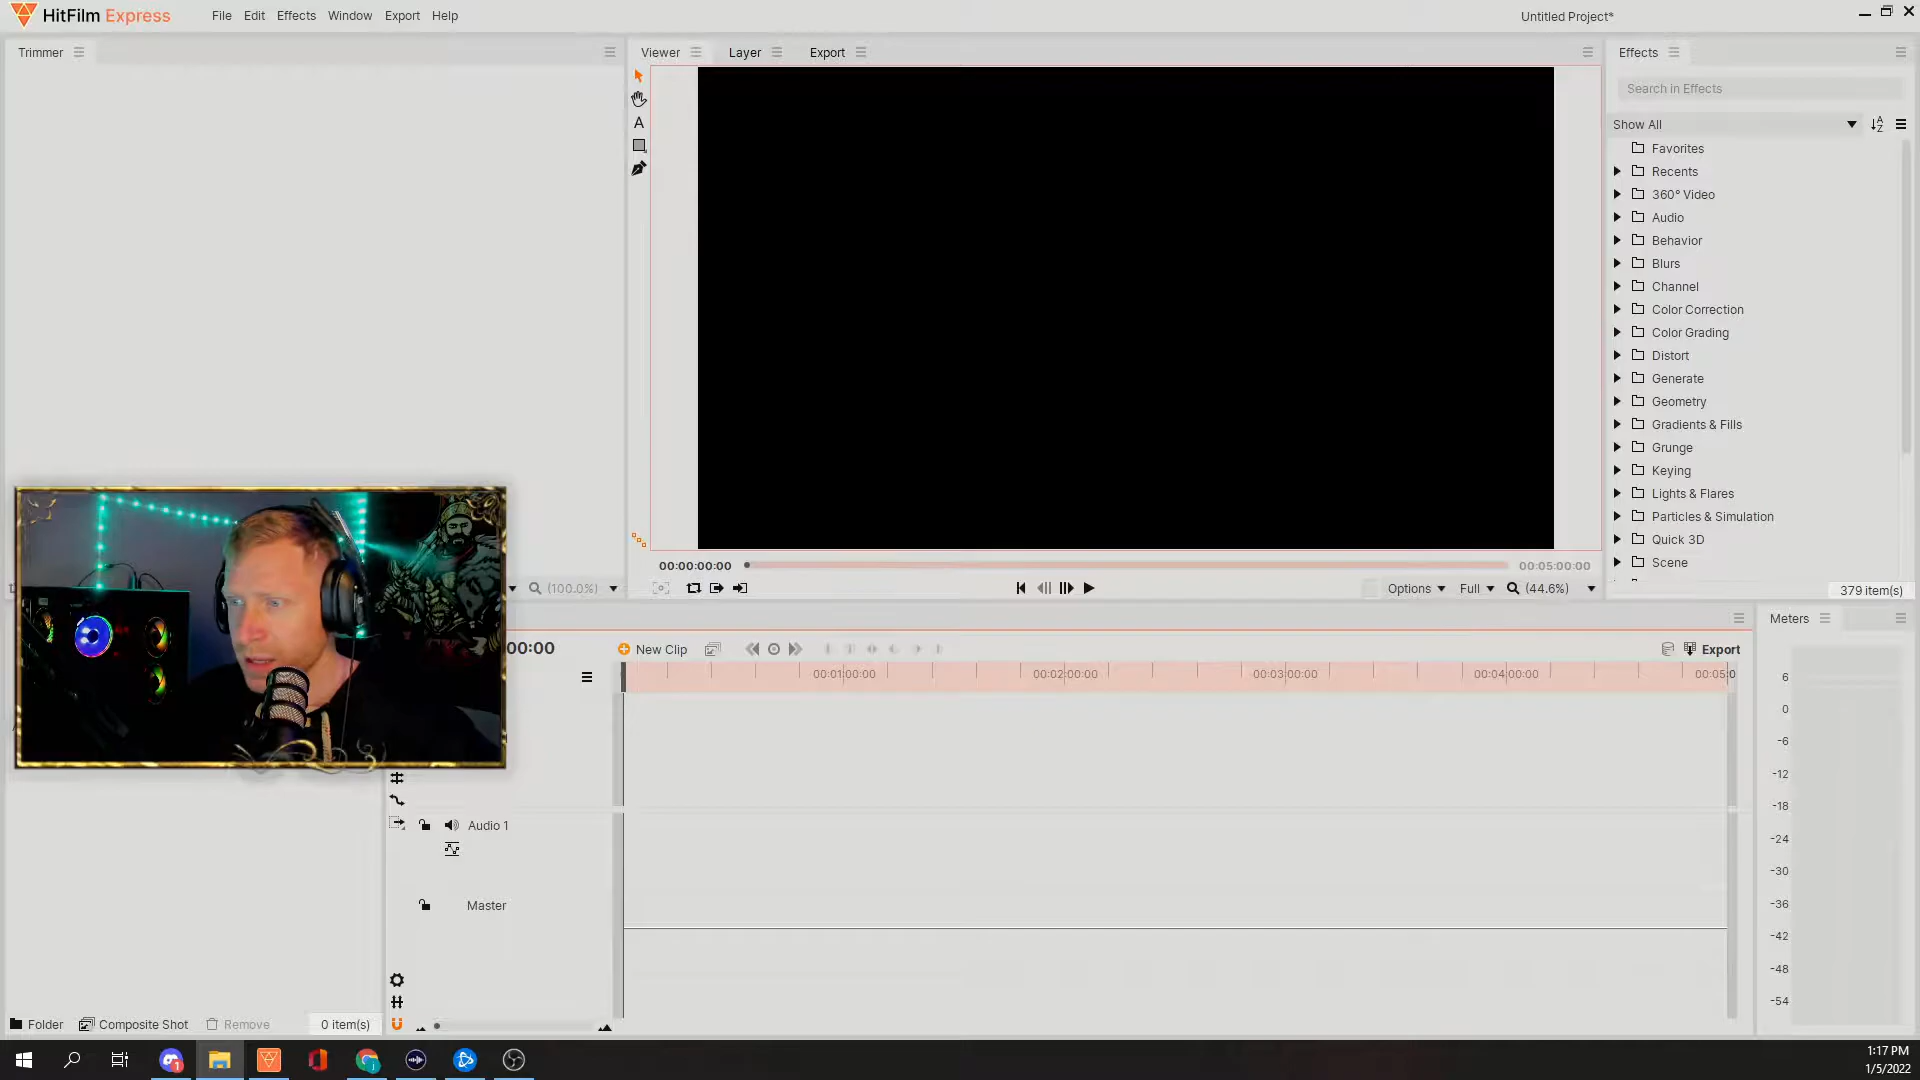 HitFilm Express
File Edit Effects Window Export Help
Untitled Project*
Trimmer
Viewer
Layer
Export
Effects
Search in Effects
Show All
Favorites
Recents
360° Video
Audio
Behavior
Blurs
Channel
Color Correction
Color Grading
Distort
Generate
Geometry
Gradients & Fills
Grunge
Keying
Lights & Flares
Particles & Simulation
Quick 3D
Scene
379 item(s)
00:00:00:00
00:05:00:00
(100.0%)
Options
Full
(44.6%)
00:00
New Clip
Export
00:01:00:00
00:02:00:00
00:03:00:00
00:04:00:00
00:05:0
Audio 1
Master
Meters
6
0
-6
-12
-18
-24
-30
-36
-42
-48
-54
Folder
Composite Shot
Remove
0 item(s)
1:17 PM
1/5/2022